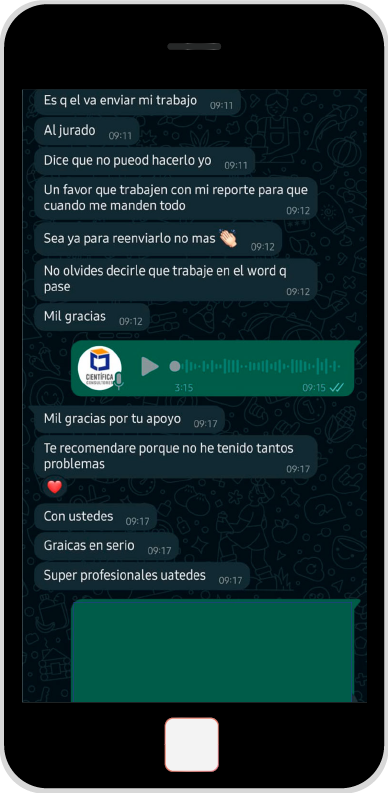 Es q el va enviar mi trabajo 09:11
Al jurado 09:11
Dice que no pueod hacerlo yo 09:11
Un favor que trabajen con mi reporte para que
cuando me manden todo 09:12
Sea ya para reenviarlo no mas 👏🏻 09:12
No olvides decirle que trabaje en el word q
pase 09:12
Mil gracias 09:12
CIENTÍFICA
3:15 09:15
Mil gracias por tu apoyo 09:17
Te recomendare porque no he tenido tantos
problemas 09:17
❤️
Con ustedes 09:17
Graicas en serio 09:17
Super profesionales uatedes 09:17